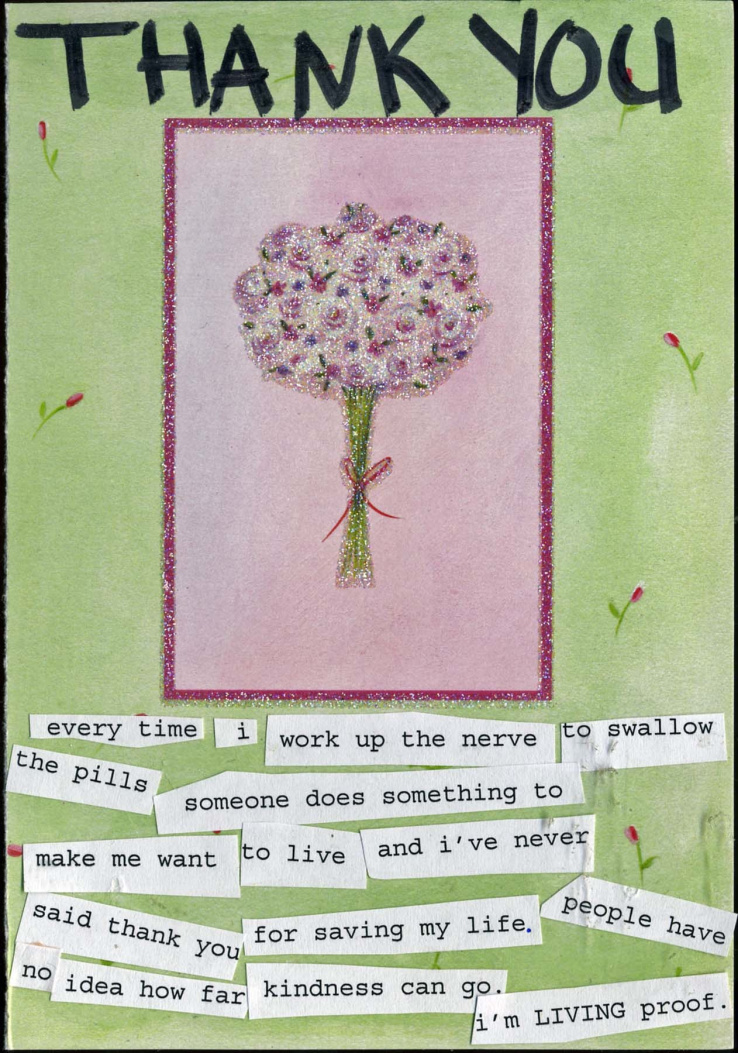 THANK YOU
every time i work up the nerve to swallow
the pills someone does something to
make me want to live and i've never
said thank you for saving my life. people have
no idea how far kindness can go.
i'm LIVING proof.